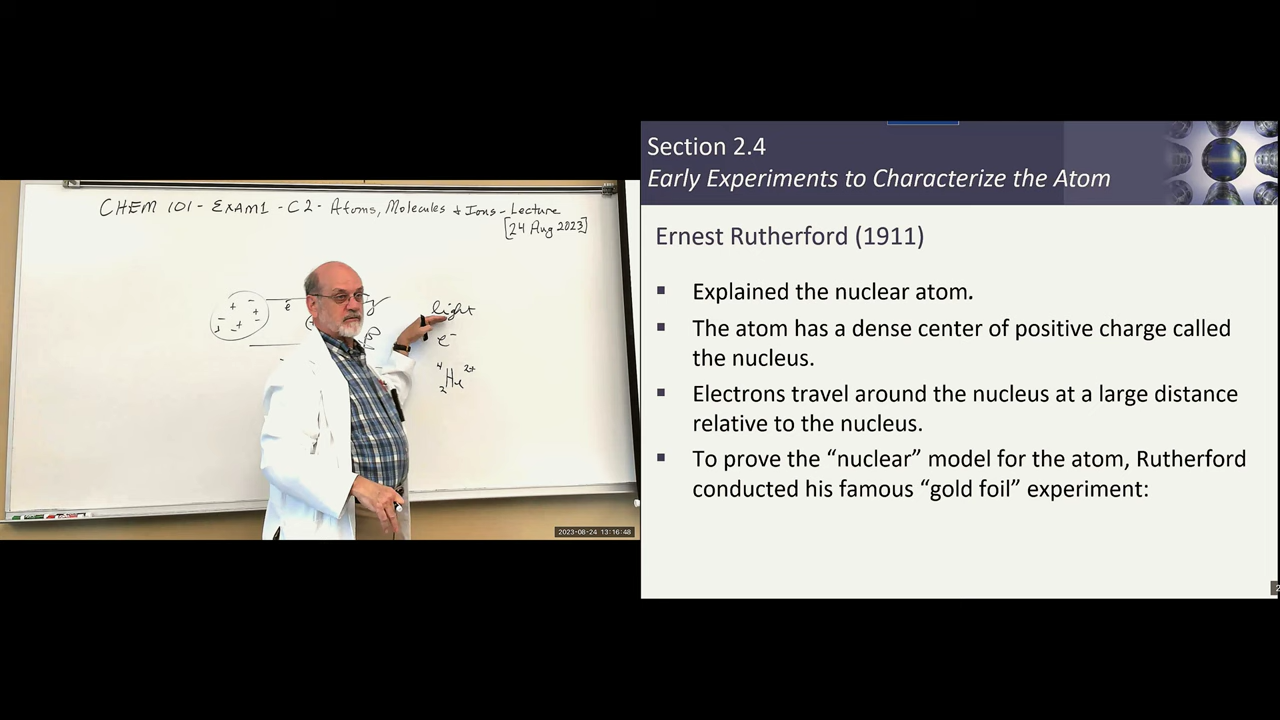 CHEM 101 - EXAM1 - C2 - Atoms, Molecules & Ions - Lecture
[24 Aug 2023]
+ -
+ +
- + -
e
γ
light
β
e⁻
⁴₂He²⁺
2023-08-24 13:16:48
Section 2.4
Early Experiments to Characterize the Atom
Ernest Rutherford (1911)
▪ Explained the nuclear atom.
▪ The atom has a dense center of positive charge called
the nucleus.
▪ Electrons travel around the nucleus at a large distance
relative to the nucleus.
▪ To prove the “nuclear” model for the atom, Rutherford
conducted his famous “gold foil” experiment:
2